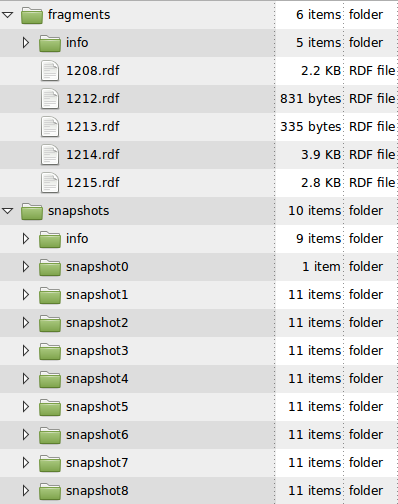 fragments 6 items folder
info 5 items folder
1208.rdf 2.2 KB RDF file
1212.rdf 831 bytes RDF file
1213.rdf 335 bytes RDF file
1214.rdf 3.9 KB RDF file
1215.rdf 2.8 KB RDF file
snapshots 10 items folder
info 9 items folder
snapshot0 1 item folder
snapshot1 11 items folder
snapshot2 11 items folder
snapshot3 11 items folder
snapshot4 11 items folder
snapshot5 11 items folder
snapshot6 11 items folder
snapshot7 11 items folder
snapshot8 11 items folder